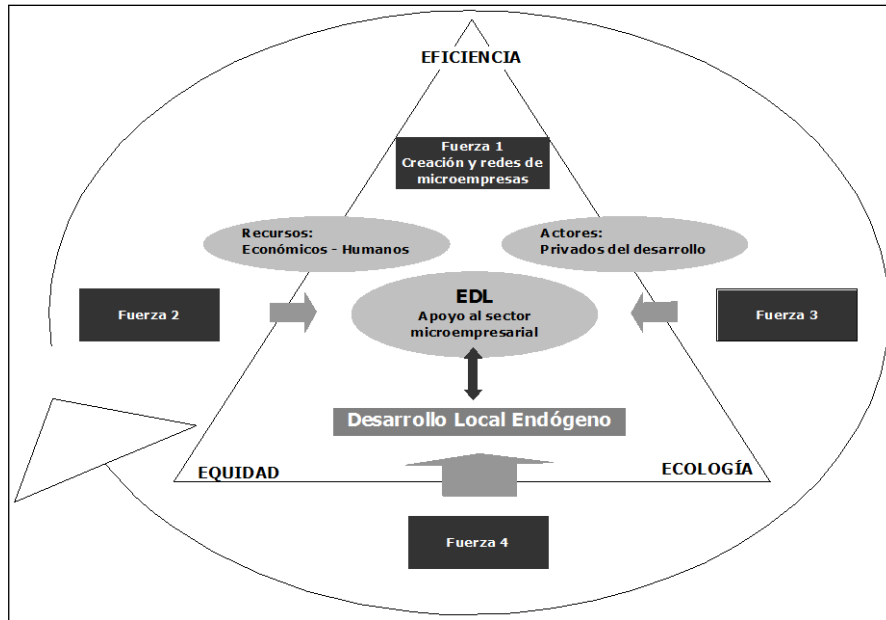 EFICIENCIA
Fuerza 1
Creación y redes de
microempresas
Recursos:
Económicos - Humanos
Actores:
Privados del desarrollo
EDL
Apoyo al sector
microempresarial
Fuerza 2
Fuerza 3
Desarrollo Local Endógeno
EQUIDAD
ECOLOGÍA
Fuerza 4